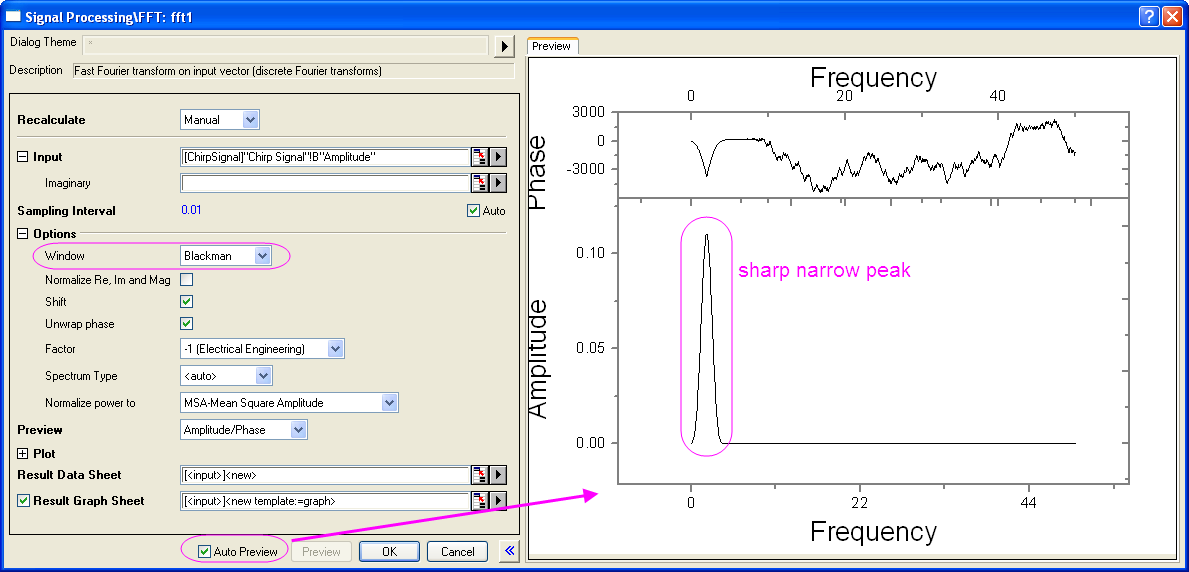 Signal Processing\FFT: fft1
Dialog Theme *
Description Fast Fourier transform on input vector (discrete Fourier transforms)
Recalculate Manual
Input [ChirpSignal]"Chirp Signal"!B"Amplitude"
Imaginary
Sampling Interval 0.01 Auto
Options
Window Blackman
Normalize Re, Im and Mag
Shift
Unwrap phase
Factor -1 (Electrical Engineering)
Spectrum Type <auto>
Normalize power to MSA-Mean Square Amplitude
Preview Amplitude/Phase
Plot
Result Data Sheet [<input>]<new>
Result Graph Sheet [<input>]<new template:=graph>
Auto Preview Preview OK Cancel
Preview
Frequency
0 20 40
3000
0
-3000
Phase
0.10
0.05
0.00
Amplitude
sharp narrow peak
0 22 44
Frequency